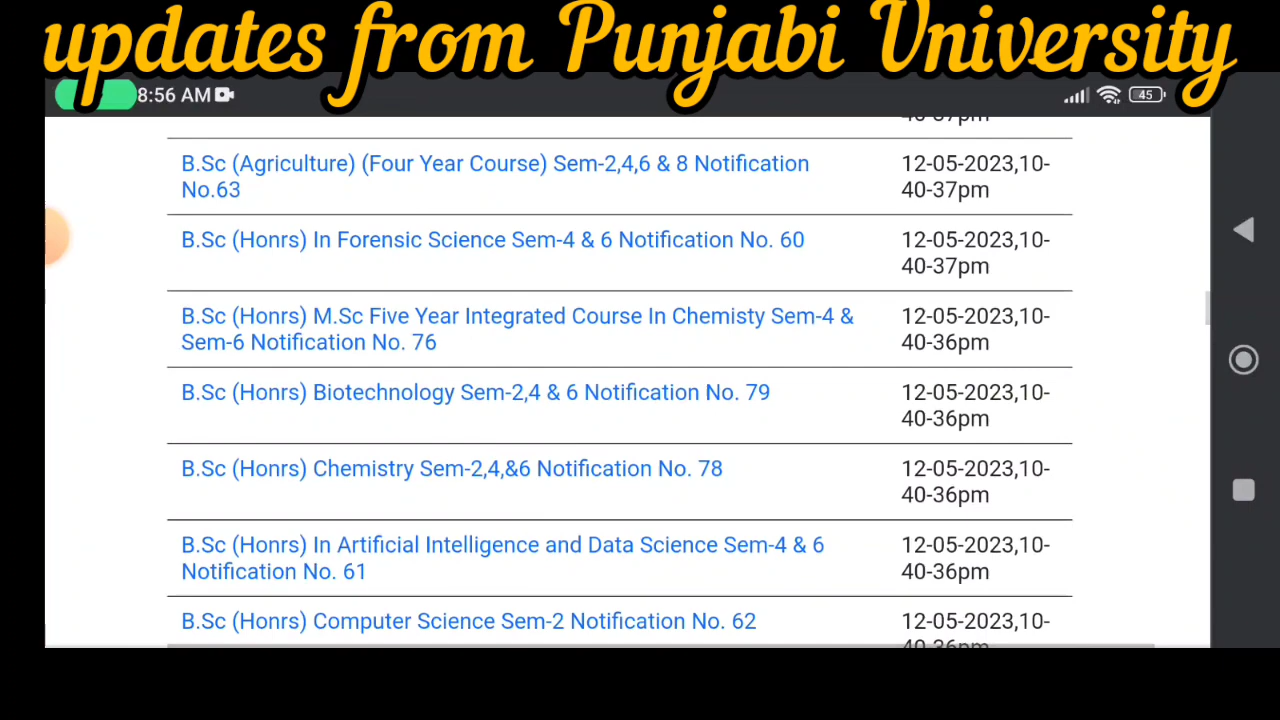 updates from Punjabi University
8:56 AM
45
B.Sc (Agriculture) (Four Year Course) Sem-2,4,6 & 8 Notification
No.63
12-05-2023,10-
40-37pm
B.Sc (Honrs) In Forensic Science Sem-4 & 6 Notification No. 60
12-05-2023,10-
40-37pm
B.Sc (Honrs) M.Sc Five Year Integrated Course In Chemisty Sem-4 &
Sem-6 Notification No. 76
12-05-2023,10-
40-36pm
B.Sc (Honrs) Biotechnology Sem-2,4 & 6 Notification No. 79
12-05-2023,10-
40-36pm
B.Sc (Honrs) Chemistry Sem-2,4,&6 Notification No. 78
12-05-2023,10-
40-36pm
B.Sc (Honrs) In Artificial Intelligence and Data Science Sem-4 & 6
Notification No. 61
12-05-2023,10-
40-36pm
B.Sc (Honrs) Computer Science Sem-2 Notification No. 62
12-05-2023,10-